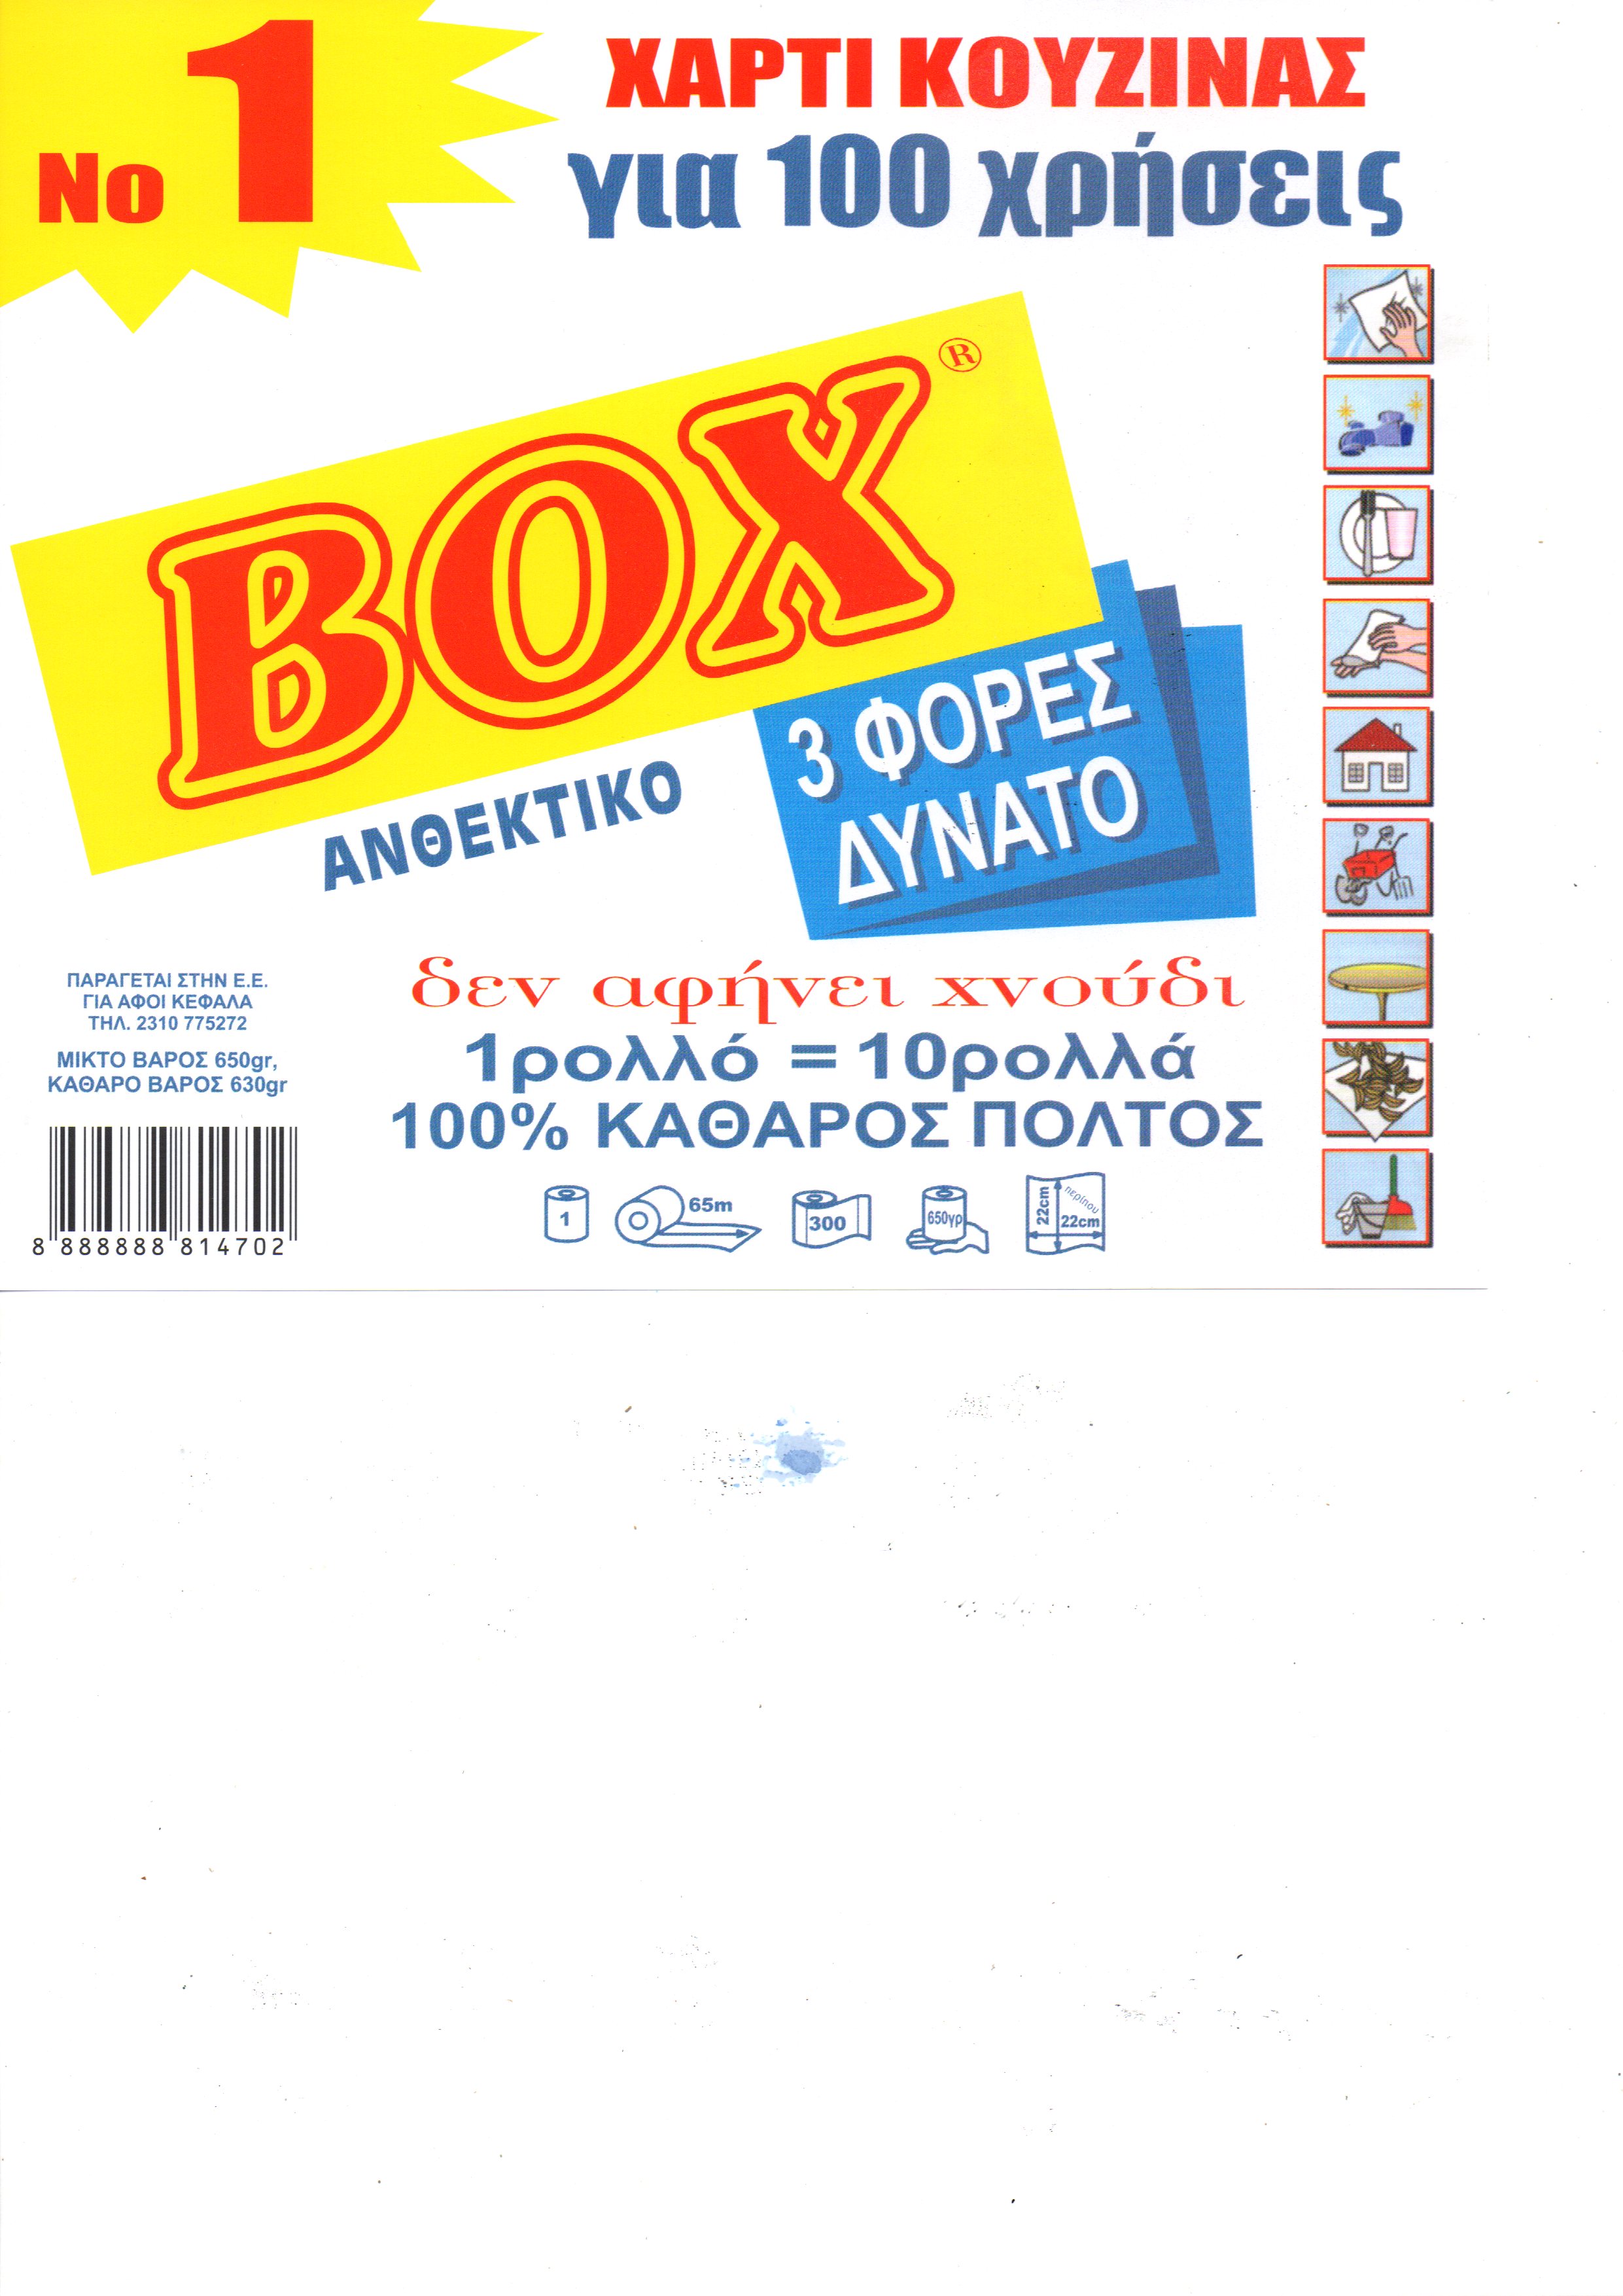 No 1
ΧΑΡΤΙ ΚΟΥΖΙΝΑΣ
για 100 χρήσεις
BOX®
ΑΝΘΕΚΤΙΚΟ
3 ΦΟΡΕΣ
ΔΥΝΑΤΟ
ΠΑΡΑΓΕΤΑΙ ΣΤΗΝ Ε.Ε.
ΓΙΑ ΑΦΟΙ ΚΕΦΑΛΑ
ΤΗΛ. 2310 775272
ΜΙΚΤΟ ΒΑΡΟΣ 650gr,
ΚΑΘΑΡΟ ΒΑΡΟΣ 630gr
8 888888 814702
δεν αφήνει χνούδι
1ρολλό = 10ρολλά
100% ΚΑΘΑΡΟΣ ΠΟΛΤΟΣ
1
65m
300
650γρ
22cm
περίπου
22cm